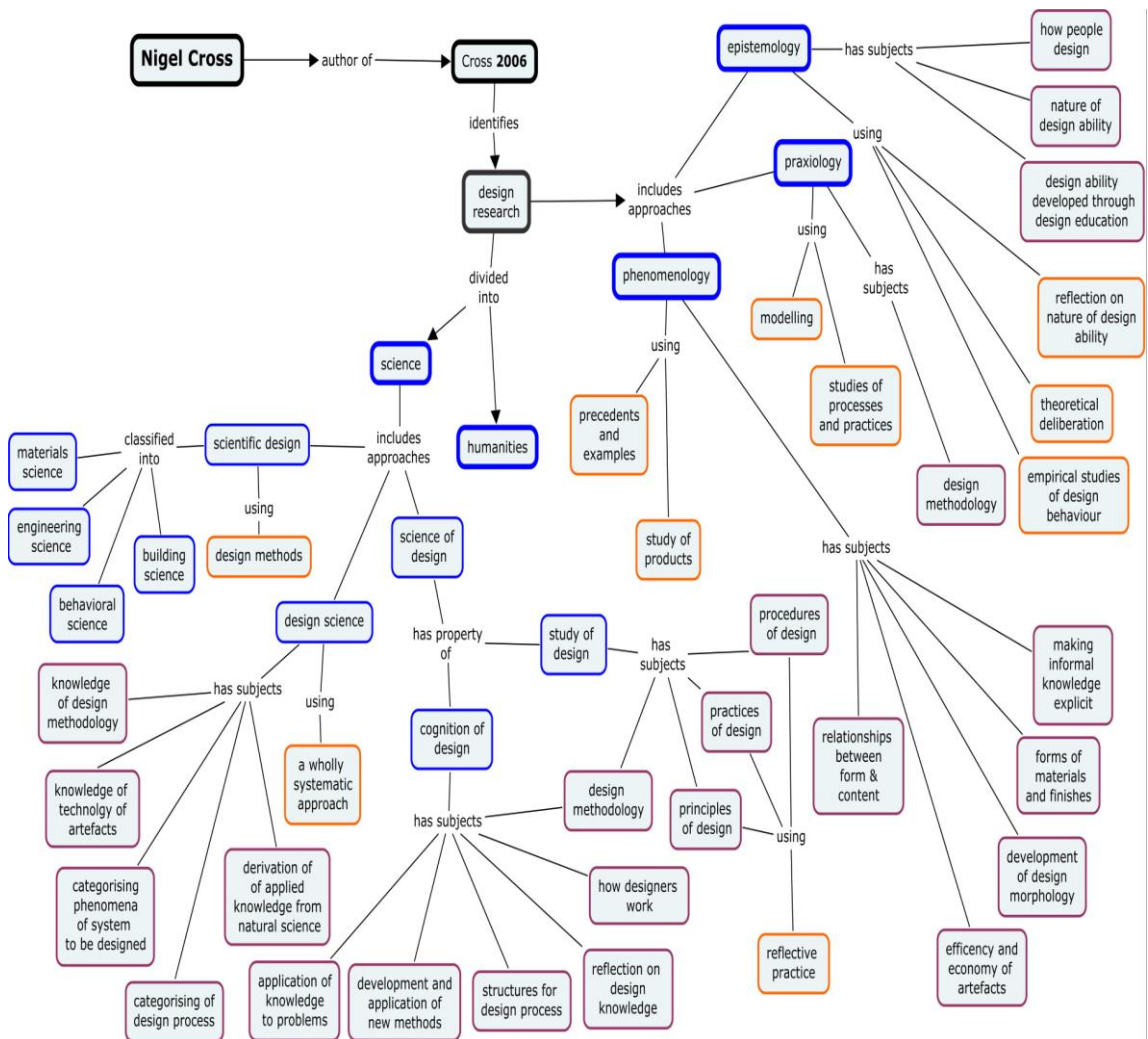 Nigel Cross
author of
Cross 2006
identifies
design
research
includes
approaches
epistemology
has subjects
how people
design
nature of
design ability
design ability
developed through
design education
using
reflection on
nature of design
ability
theoretical
deliberation
empirical studies
of design
behaviour
praxiology
using
modelling
studies of
processes
and practices
has
subjects
design
methodology
phenomenology
using
precedents
and
examples
study of
products
has subjects
making
informal
knowledge
explicit
relationships
between
form &
content
forms of
materials
and finishes
development
of design
morphology
efficency and
economy of
artefacts
divided
into
science
humanities
includes
approaches
scientific design
classified
into
materials
science
engineering
science
behavioral
science
building
science
using
design methods
science of
design
design science
has subjects
knowledge
of design
methodology
knowledge of
technolgy of
artefacts
categorising
phenomena
of system
to be designed
categorising of
design process
derivation of
of applied
knowledge from
natural science
using
a wholly
systematic
approach
has property
of
study of
design
has
subjects
procedures
of design
practices
of design
principles
of design
design
methodology
using
reflective
practice
cognition of
design
has subjects
how designers
work
reflection on
design
knowledge
structures for
design process
development and
application of
new methods
application of
knowledge
to problems